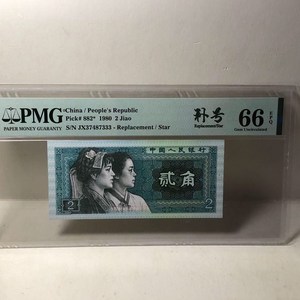 PMG
PAPER MONEY GUARANTY
China / People's Republic
Pick# 882* 1980 2 Jiao
S/N JX37487333 - Replacement / Star
补号
Replacement/Star
66 EPQ
Gem Uncirculated
中国人民银行
贰角
2
2